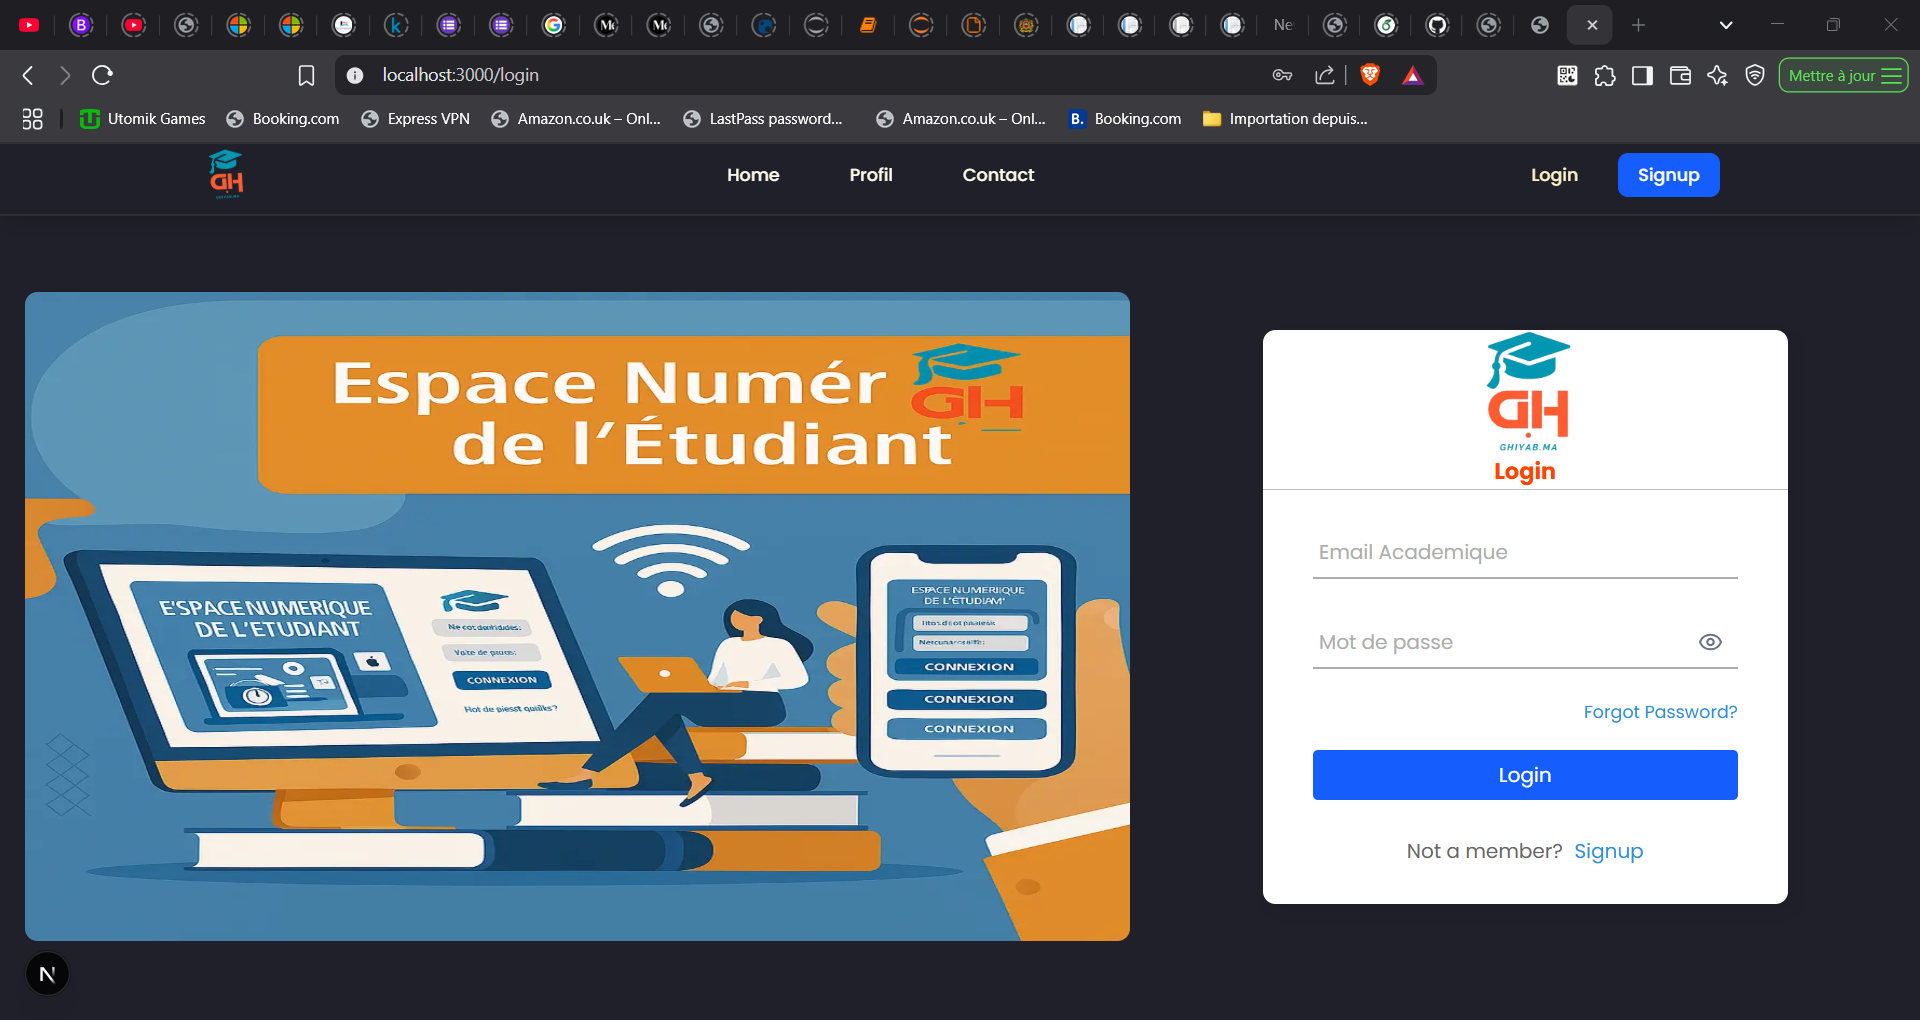 Ne
localhost:3000/login
Mettre à jour
Utomik Games
Booking.com
Express VPN
Amazon.co.uk – Onl...
LastPass password...
Amazon.co.uk – Onl...
B. Booking.com
Importation depuis...
GH
Home
Profil
Contact
Login
Signup
Espace Numér
GH
de l'Étudiant
E'SPACE NUMERIQUE
DE L'ETUDIANT
CONNEXION
ESPACE NUMERIIQUE
DE L'ÉTUDIAM'
CONNEXION
CONNEXION
CONNEXION
GH
GHIYAB.MA
Login
Email Academique
Mot de passe
Forgot Password?
Login
Not a member? Signup
N